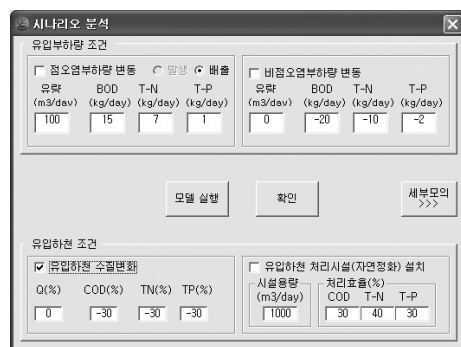 시나리오 분석
유입부하량 조건
점오염부하량 변동 발생 배출
유량 BOD T-N T-P
(m3/day) (kg/day) (kg/day) (kg/day)
100 15 7 1
비점오염부하량 변동
유량 BOD T-N T-P
(m3/day) (kg/day) (kg/day) (kg/day)
0 -20 -10 -2
모델 실행 확인 세부모의
>>>
유입하천 조건
유입하천 수질변화
Q(%) COD(%) TN(%) TP(%)
0 -30 -30 -30
유입하천 처리시설(자연정화) 설치
시설용량 처리효율(%)
(m3/day) COD T-N T-P
1000 30 40 30